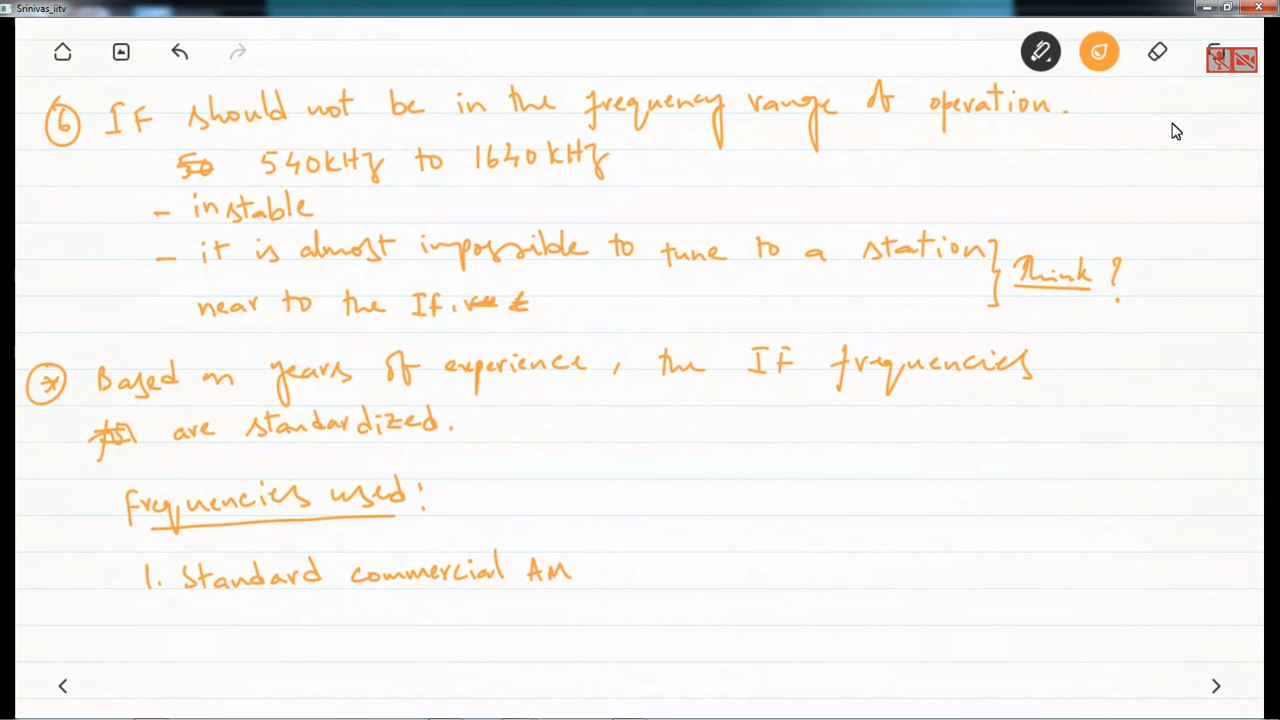 Srinivas_iitv
6 IF should not be in the frequency range of operation.
50 540kHz to 1640kHz
- instable
- it is almost impossible to tune to a station } Think ?
near to the IF.
* Based on years of experience, the IF frequencies
are standardized.
Frequencies used :
1. Standard commercial AM